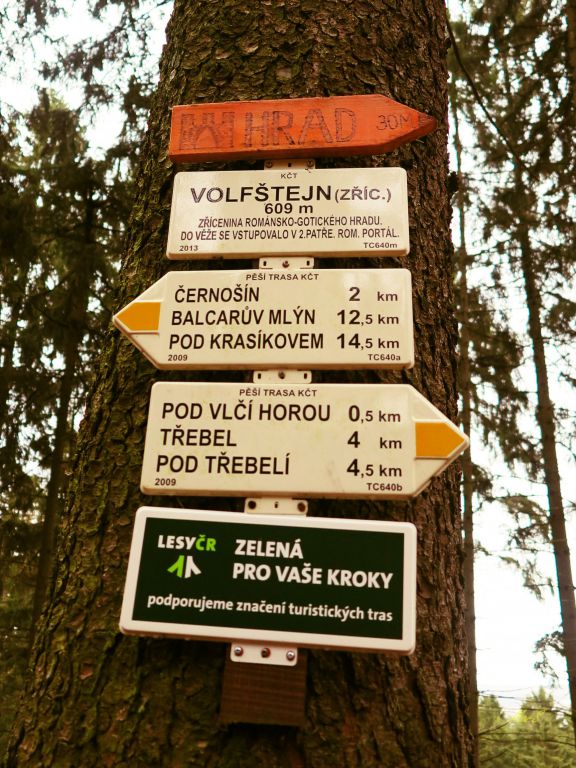 HRAD 30M
KČT
VOLFŠTEJN (ZŘÍC.)
609 m
ZŘÍCENINA ROMÁNSKO-GOTICKÉHO HRADU.
DO VĚŽE SE VSTUPOVALO V 2.PATŘE ROM. PORTÁL.
2013 TC640m
PĚŠÍ TRASA KČT
ČERNOŠÍN 2 km
BALCARŮV MLÝN 12,5 km
POD KRASÍKOVEM 14,5 km
2009 TC640a
PĚŠÍ TRASA KČT
POD VLČÍ HOROU 0,5 km
TŘEBEL 4 km
POD TŘEBELÍ 4,5 km
2009 TC640b
LESYČR ZELENÁ
PRO VAŠE KROKY
podporujeme značení turistických tras